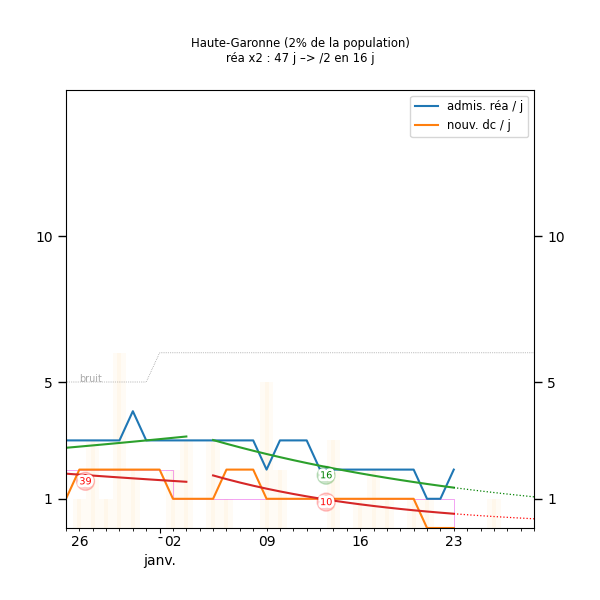 Haute-Garonne (2% de la population)
réa x2 : 47 j –> /2 en 16 j
admis. réa / j
nouv. dc / j
10 10
bruit
5 5
39
16
10
1 1
26 02 09 16 23
janv.